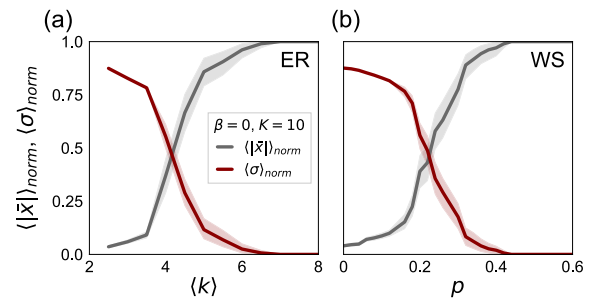 (a)
(b)
ER
WS
⟨|x̄|⟩norm, ⟨σ⟩norm
1.0
0.75
0.5
0.25
0.0
β = 0, K = 10
⟨|x̄|⟩norm
⟨σ⟩norm
2 4 6 8
0 0.2 0.4 0.6
⟨k⟩
p